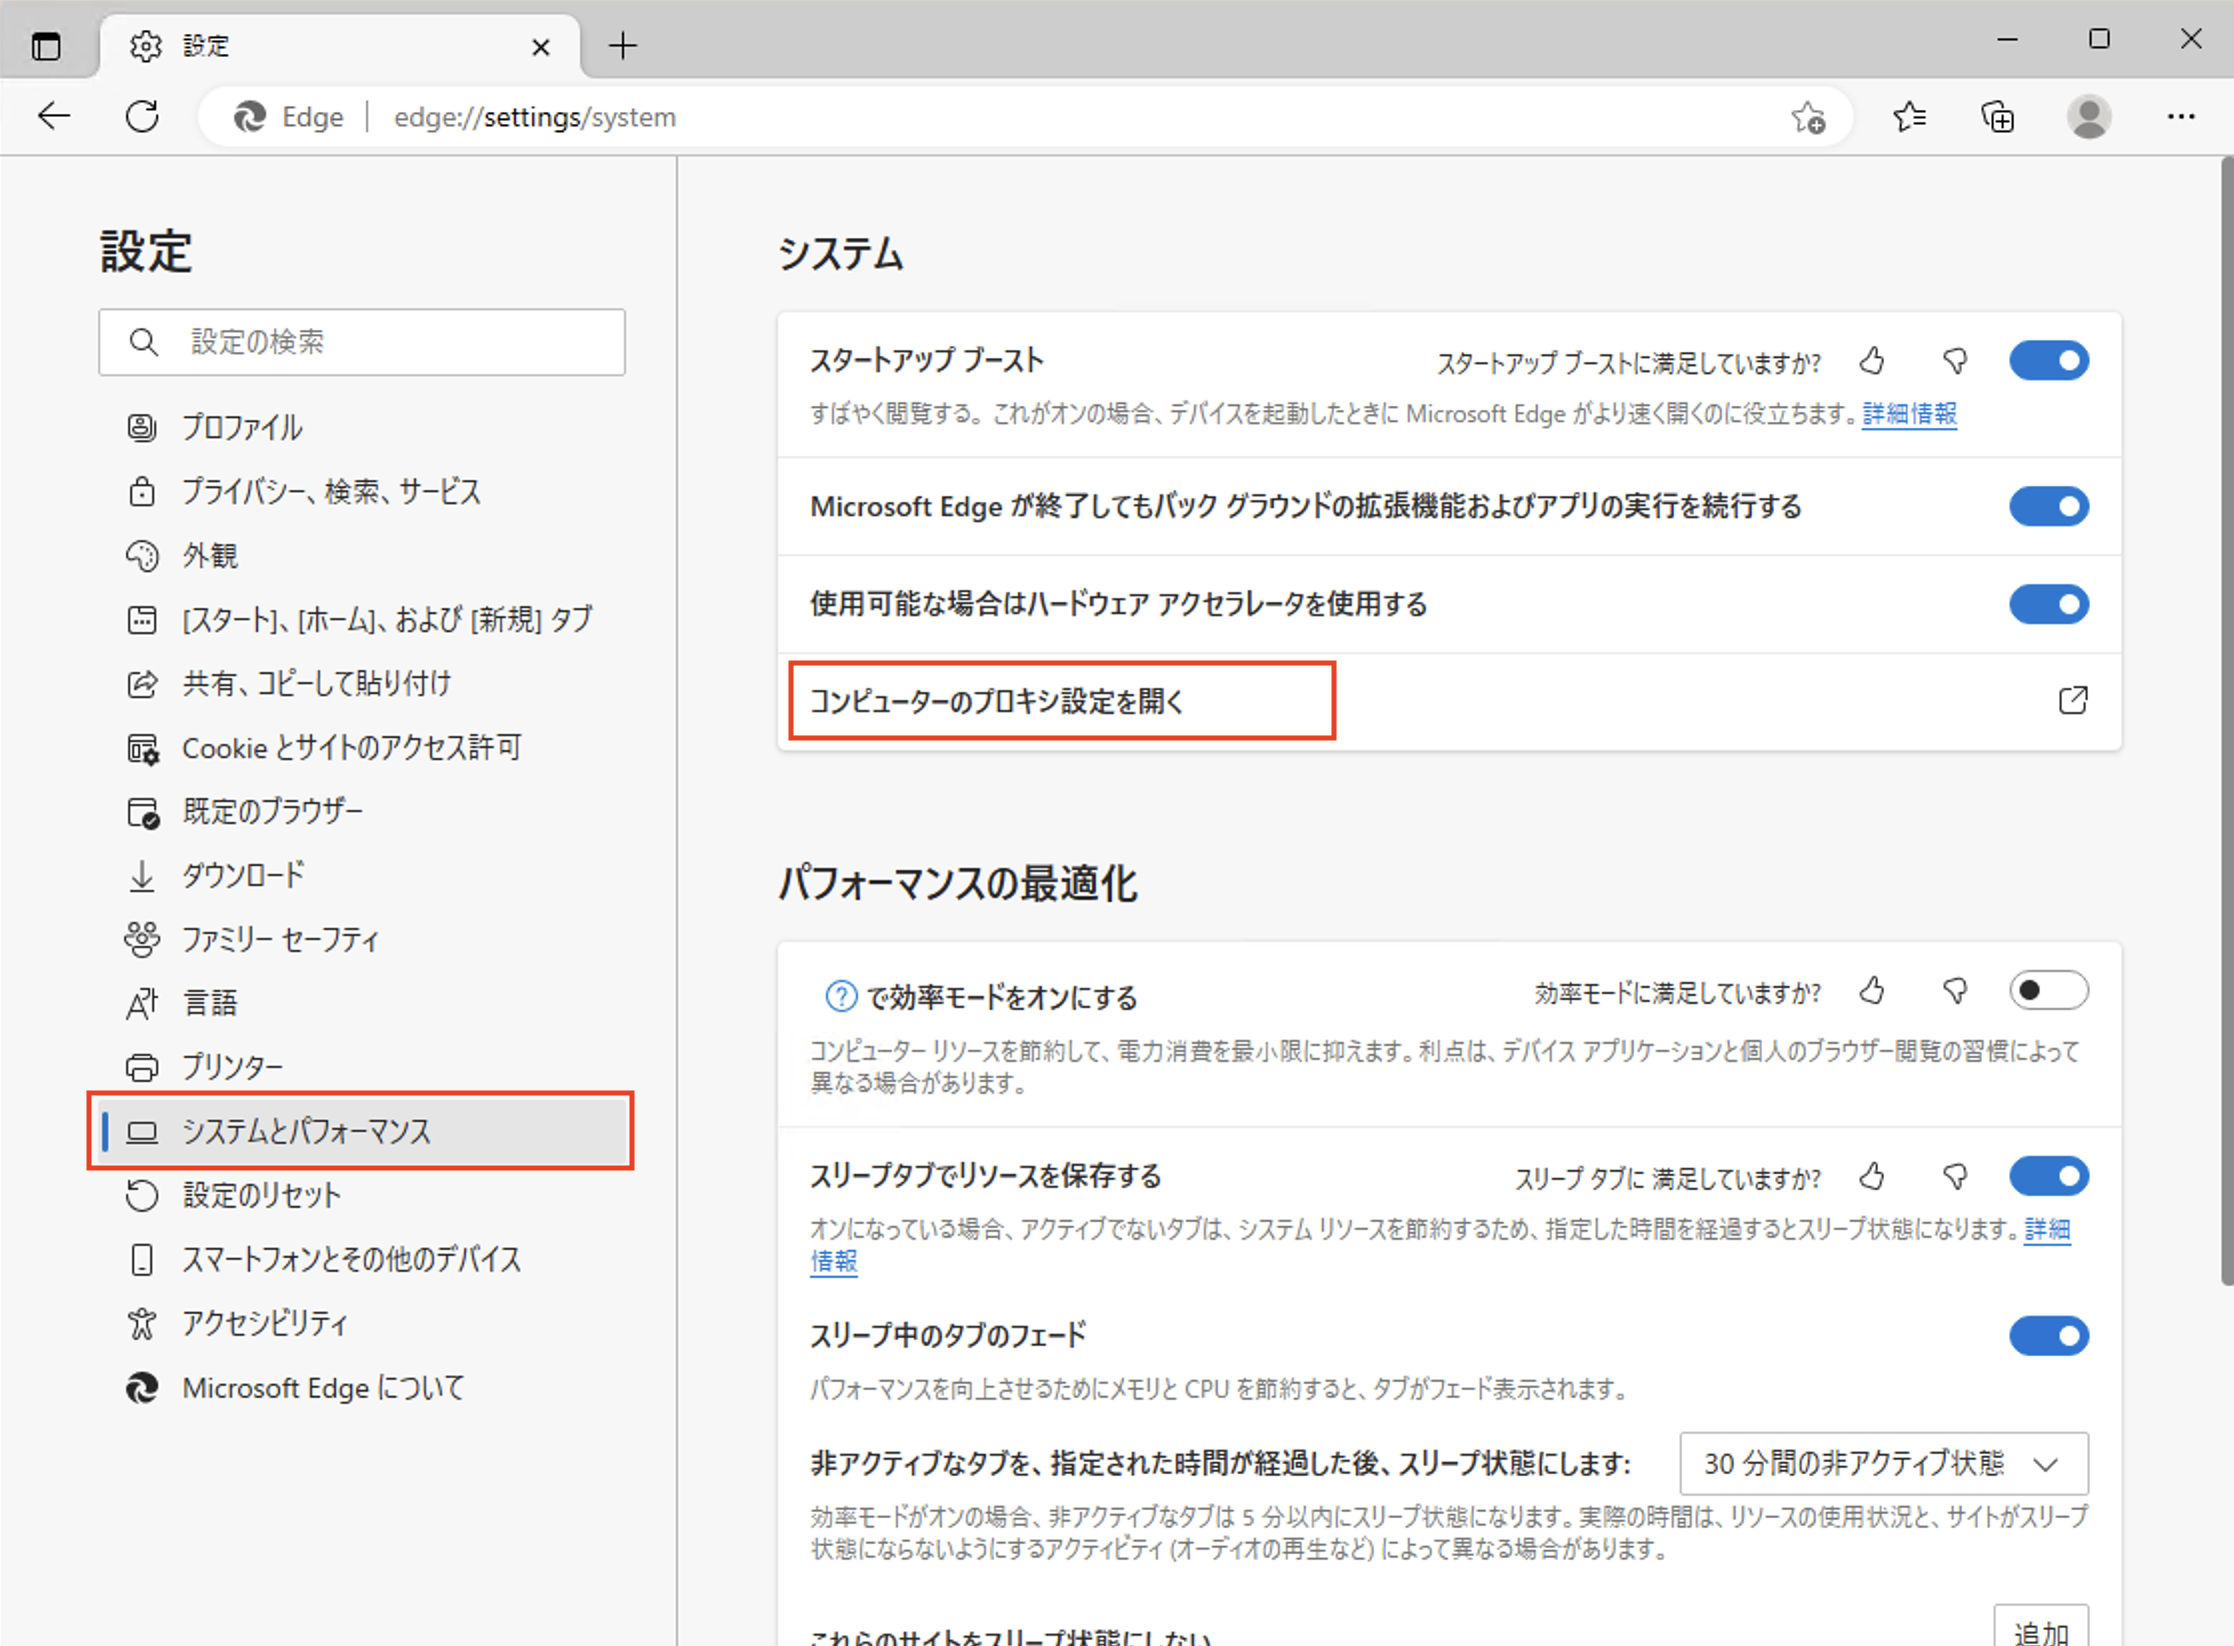 設定
Edge
edge://settings/system
設定
設定の検索
プロファイル
プライバシー、検索、サービス
外観
[スタート]、[ホーム]、および [新規] タブ
共有、コピーして貼り付け
Cookie とサイトのアクセス許可
既定のブラウザー
ダウンロード
ファミリー セーフティ
言語
プリンター
システムとパフォーマンス
設定のリセット
スマートフォンとその他のデバイス
アクセシビリティ
Microsoft Edge について
システム
スタートアップ ブースト
スタートアップ ブーストに満足していますか?
すばやく閲覧する。これがオンの場合、デバイスを起動したときに Microsoft Edge がより速く開くのに役立ちます。詳細情報
Microsoft Edge が終了してもバック グラウンドの拡張機能およびアプリの実行を続行する
使用可能な場合はハードウェア アクセラレータを使用する
コンピューターのプロキシ設定を開く
パフォーマンスの最適化
? で効率モードをオンにする
効率モードに満足していますか?
コンピューター リソースを節約して、電力消費を最小限に抑えます。利点は、デバイス アプリケーションと個人のブラウザー閲覧の習慣によって
異なる場合があります。
スリープタブでリソースを保存する
スリープ タブに 満足していますか?
オンになっている場合、アクティブでないタブは、システム リソースを節約するため、指定した時間を経過するとスリープ状態になります。詳細
情報
スリープ中のタブのフェード
パフォーマンスを向上させるためにメモリと CPU を節約すると、タブがフェード表示されます。
非アクティブなタブを、指定された時間が経過した後、スリープ状態にします:
30 分間の非アクティブ状態
効率モードがオンの場合、非アクティブなタブは 5 分以内にスリープ状態になります。実際の時間は、リソースの使用状況と、サイトがスリープ
状態にならないようにするアクティビティ (オーディオの再生など) によって異なる場合があります。
これらのサイトをスリープ状態にしない
追加